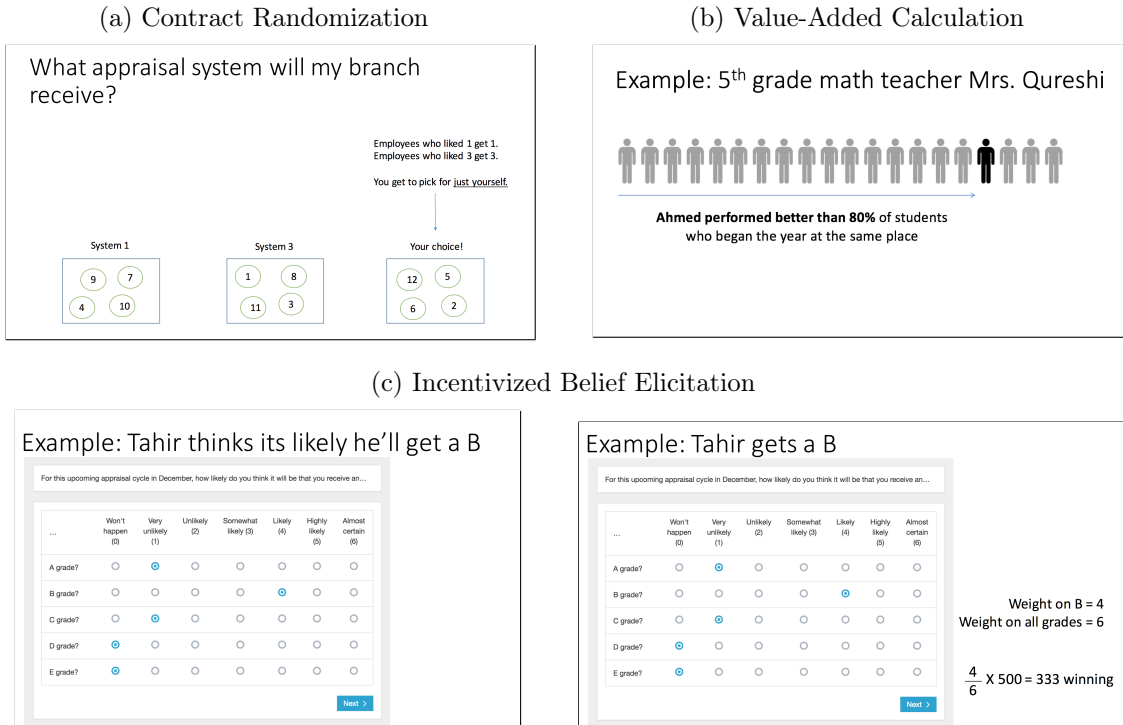 (a) Contract Randomization
What appraisal system will my branch
receive?
Employees who liked 1 get 1.
Employees who liked 3 get 3.
You get to pick for just yourself.
System 1
System 3
Your choice!
9 7
4 10
1 8
11 3
12 5
6 2
(b) Value-Added Calculation
Example: 5th grade math teacher Mrs. Qureshi
Ahmed performed better than 80% of students
who began the year at the same place
(c) Incentivized Belief Elicitation
Example: Tahir thinks its likely he'll get a B
For this upcoming appraisal cycle in December, how likely do you think it will be that you receive an...
... Won't happen (0) Very unlikely (1) Unlikely (2) Somewhat likely (3) Likely (4) Highly likely (5) Almost certain (6)
A grade?
B grade?
C grade?
D grade?
E grade?
Next >
Example: Tahir gets a B
For this upcoming appraisal cycle in December, how likely do you think it will be that you receive an...
... Won't happen (0) Very unlikely (1) Unlikely (2) Somewhat likely (3) Likely (4) Highly likely (5) Almost certain (6)
A grade?
B grade?
C grade?
D grade?
E grade?
Next >
Weight on B = 4
Weight on all grades = 6
4/6 X 500 = 333 winning